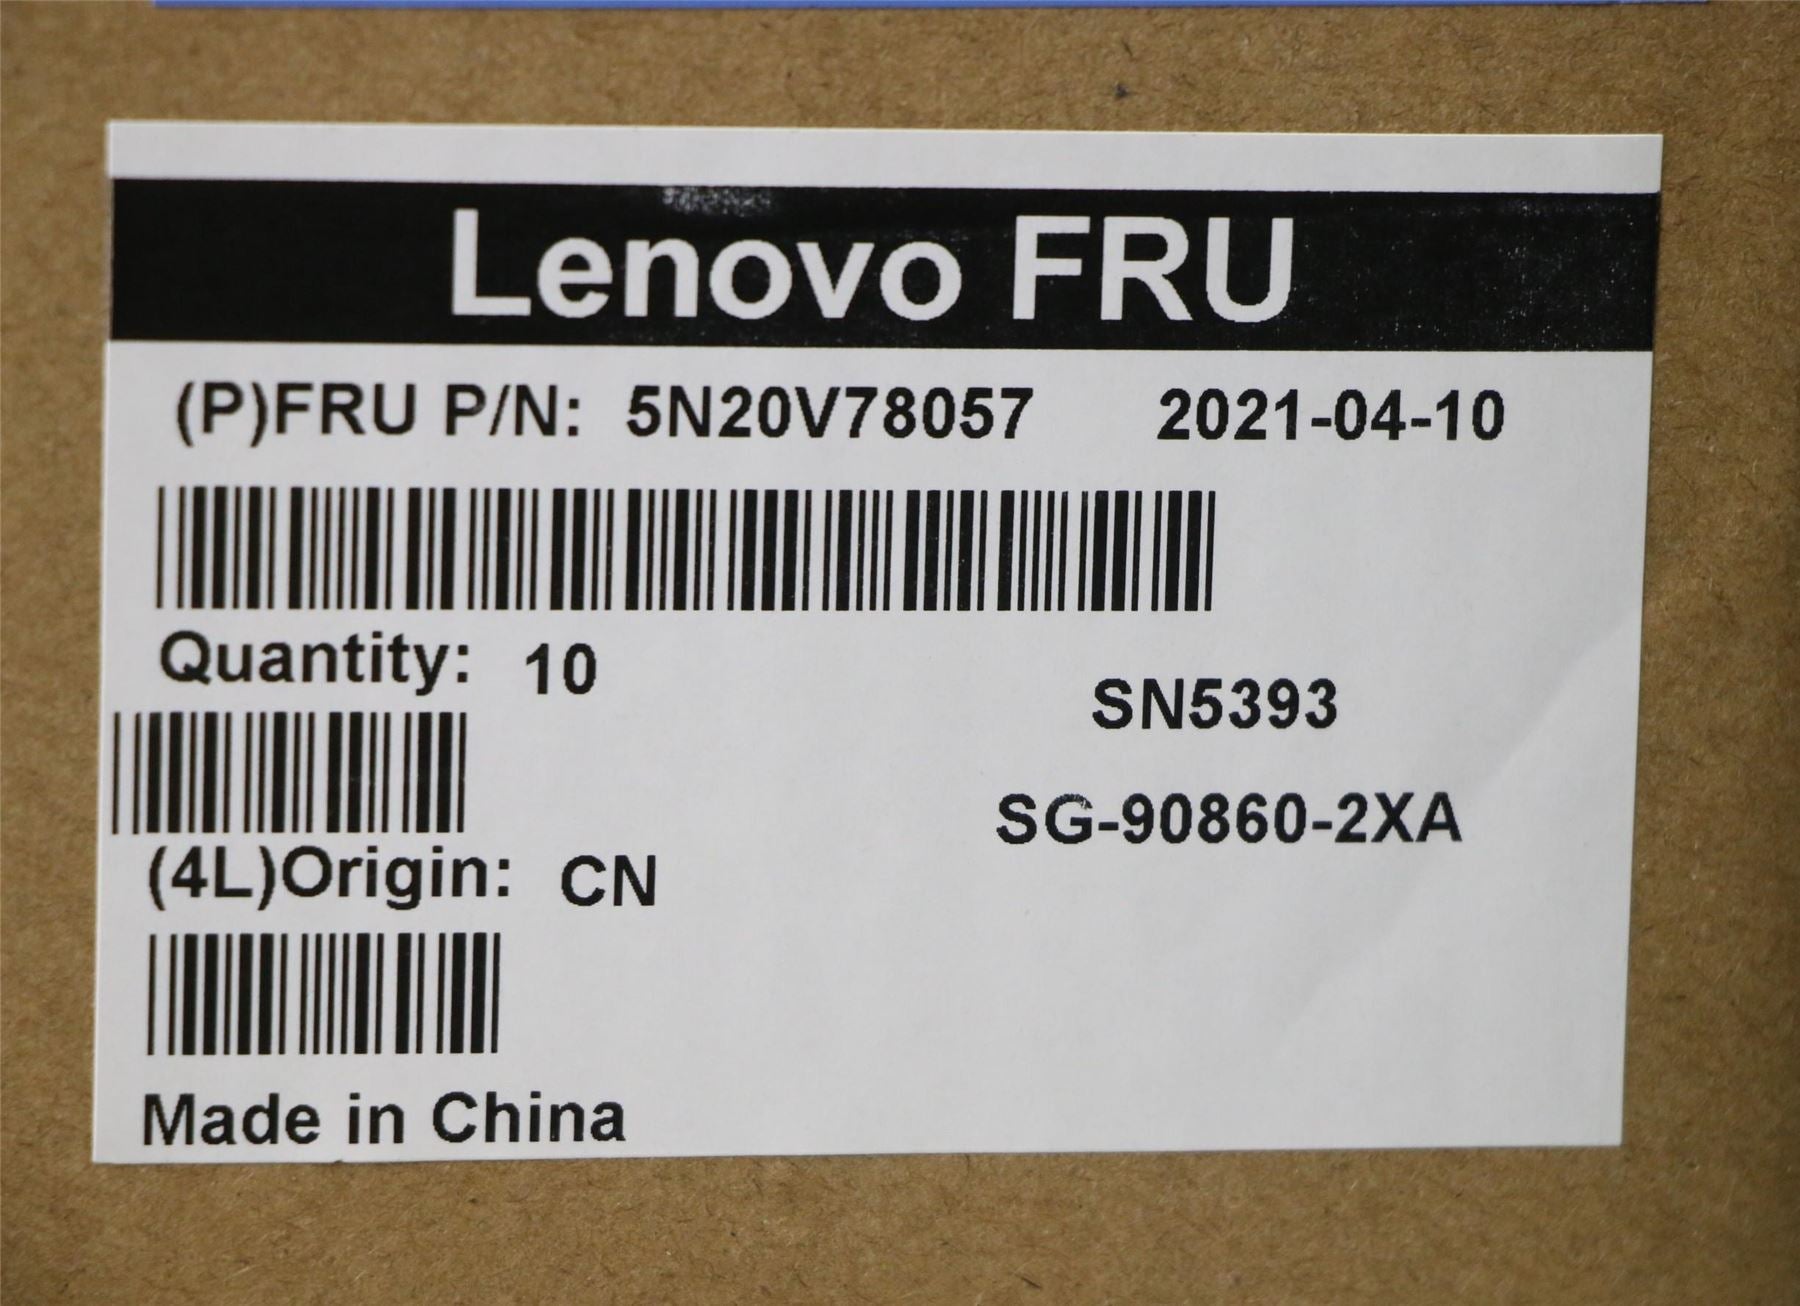 Lenovo FRU
(P)FRU P/N: 5N20V78057 2021-04-10
Quantity: 10
SN5393
SG-90860-2XA
(4L)Origin: CN
Made in China